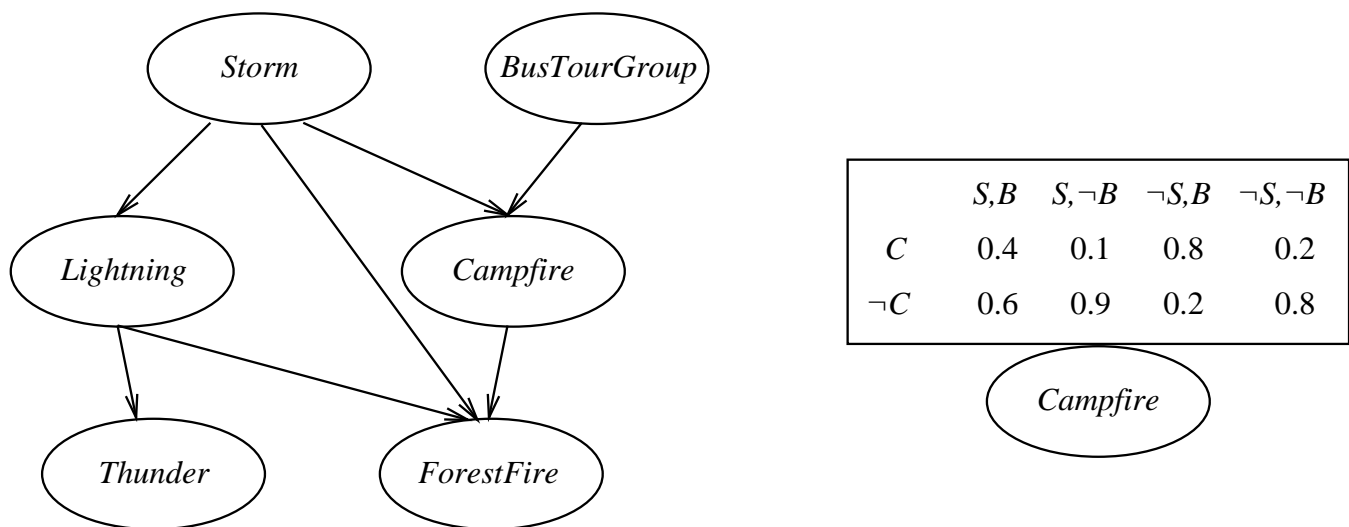 Storm
BusTourGroup
Lightning
Campfire
Thunder
ForestFire
S,B S,¬B ¬S,B ¬S,¬B
C 0.4 0.1 0.8 0.2
¬C 0.6 0.9 0.2 0.8
Campfire